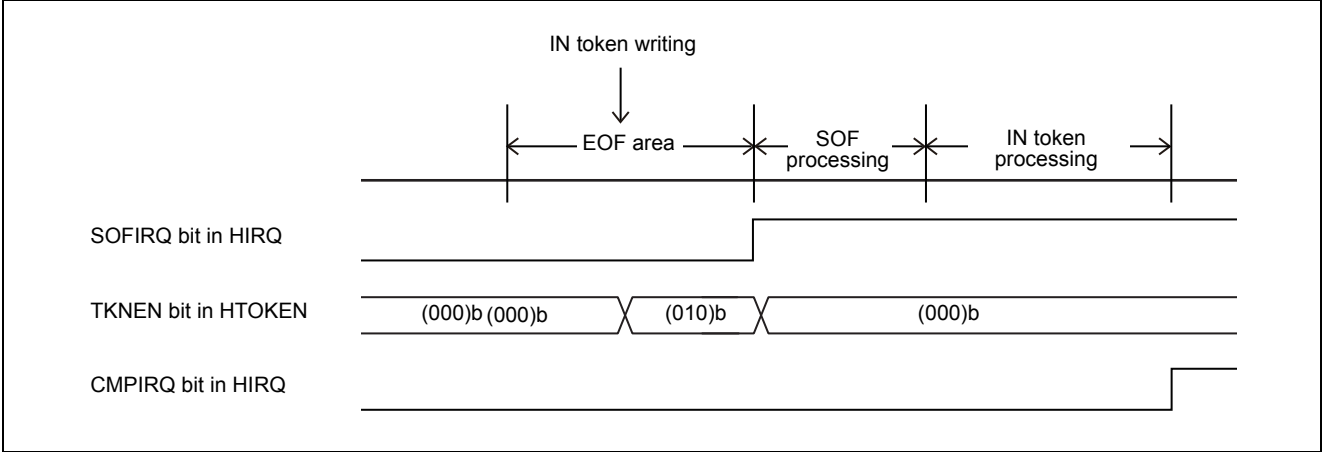 IN token writing
EOF area
SOF
processing
IN token
processing
SOFIRQ bit in HIRQ
TKNEN bit in HTOKEN
(000)b (000)b
(010)b
(000)b
CMPIRQ bit in HIRQ